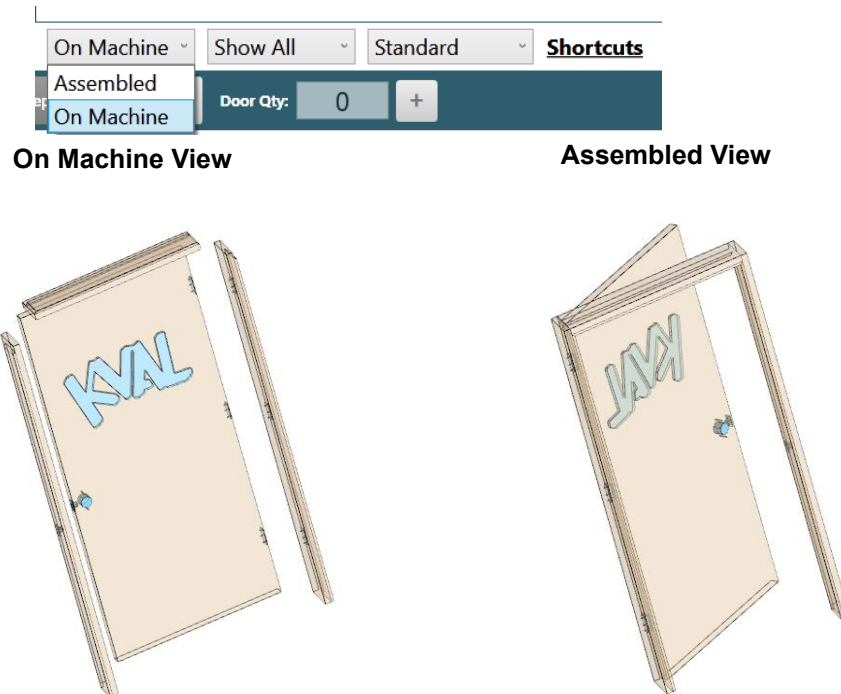 On Machine Show All Standard Shortcuts
Assembled
On Machine
Door Qty: 0 +
On Machine View
Assembled View
KVAL
KVAL